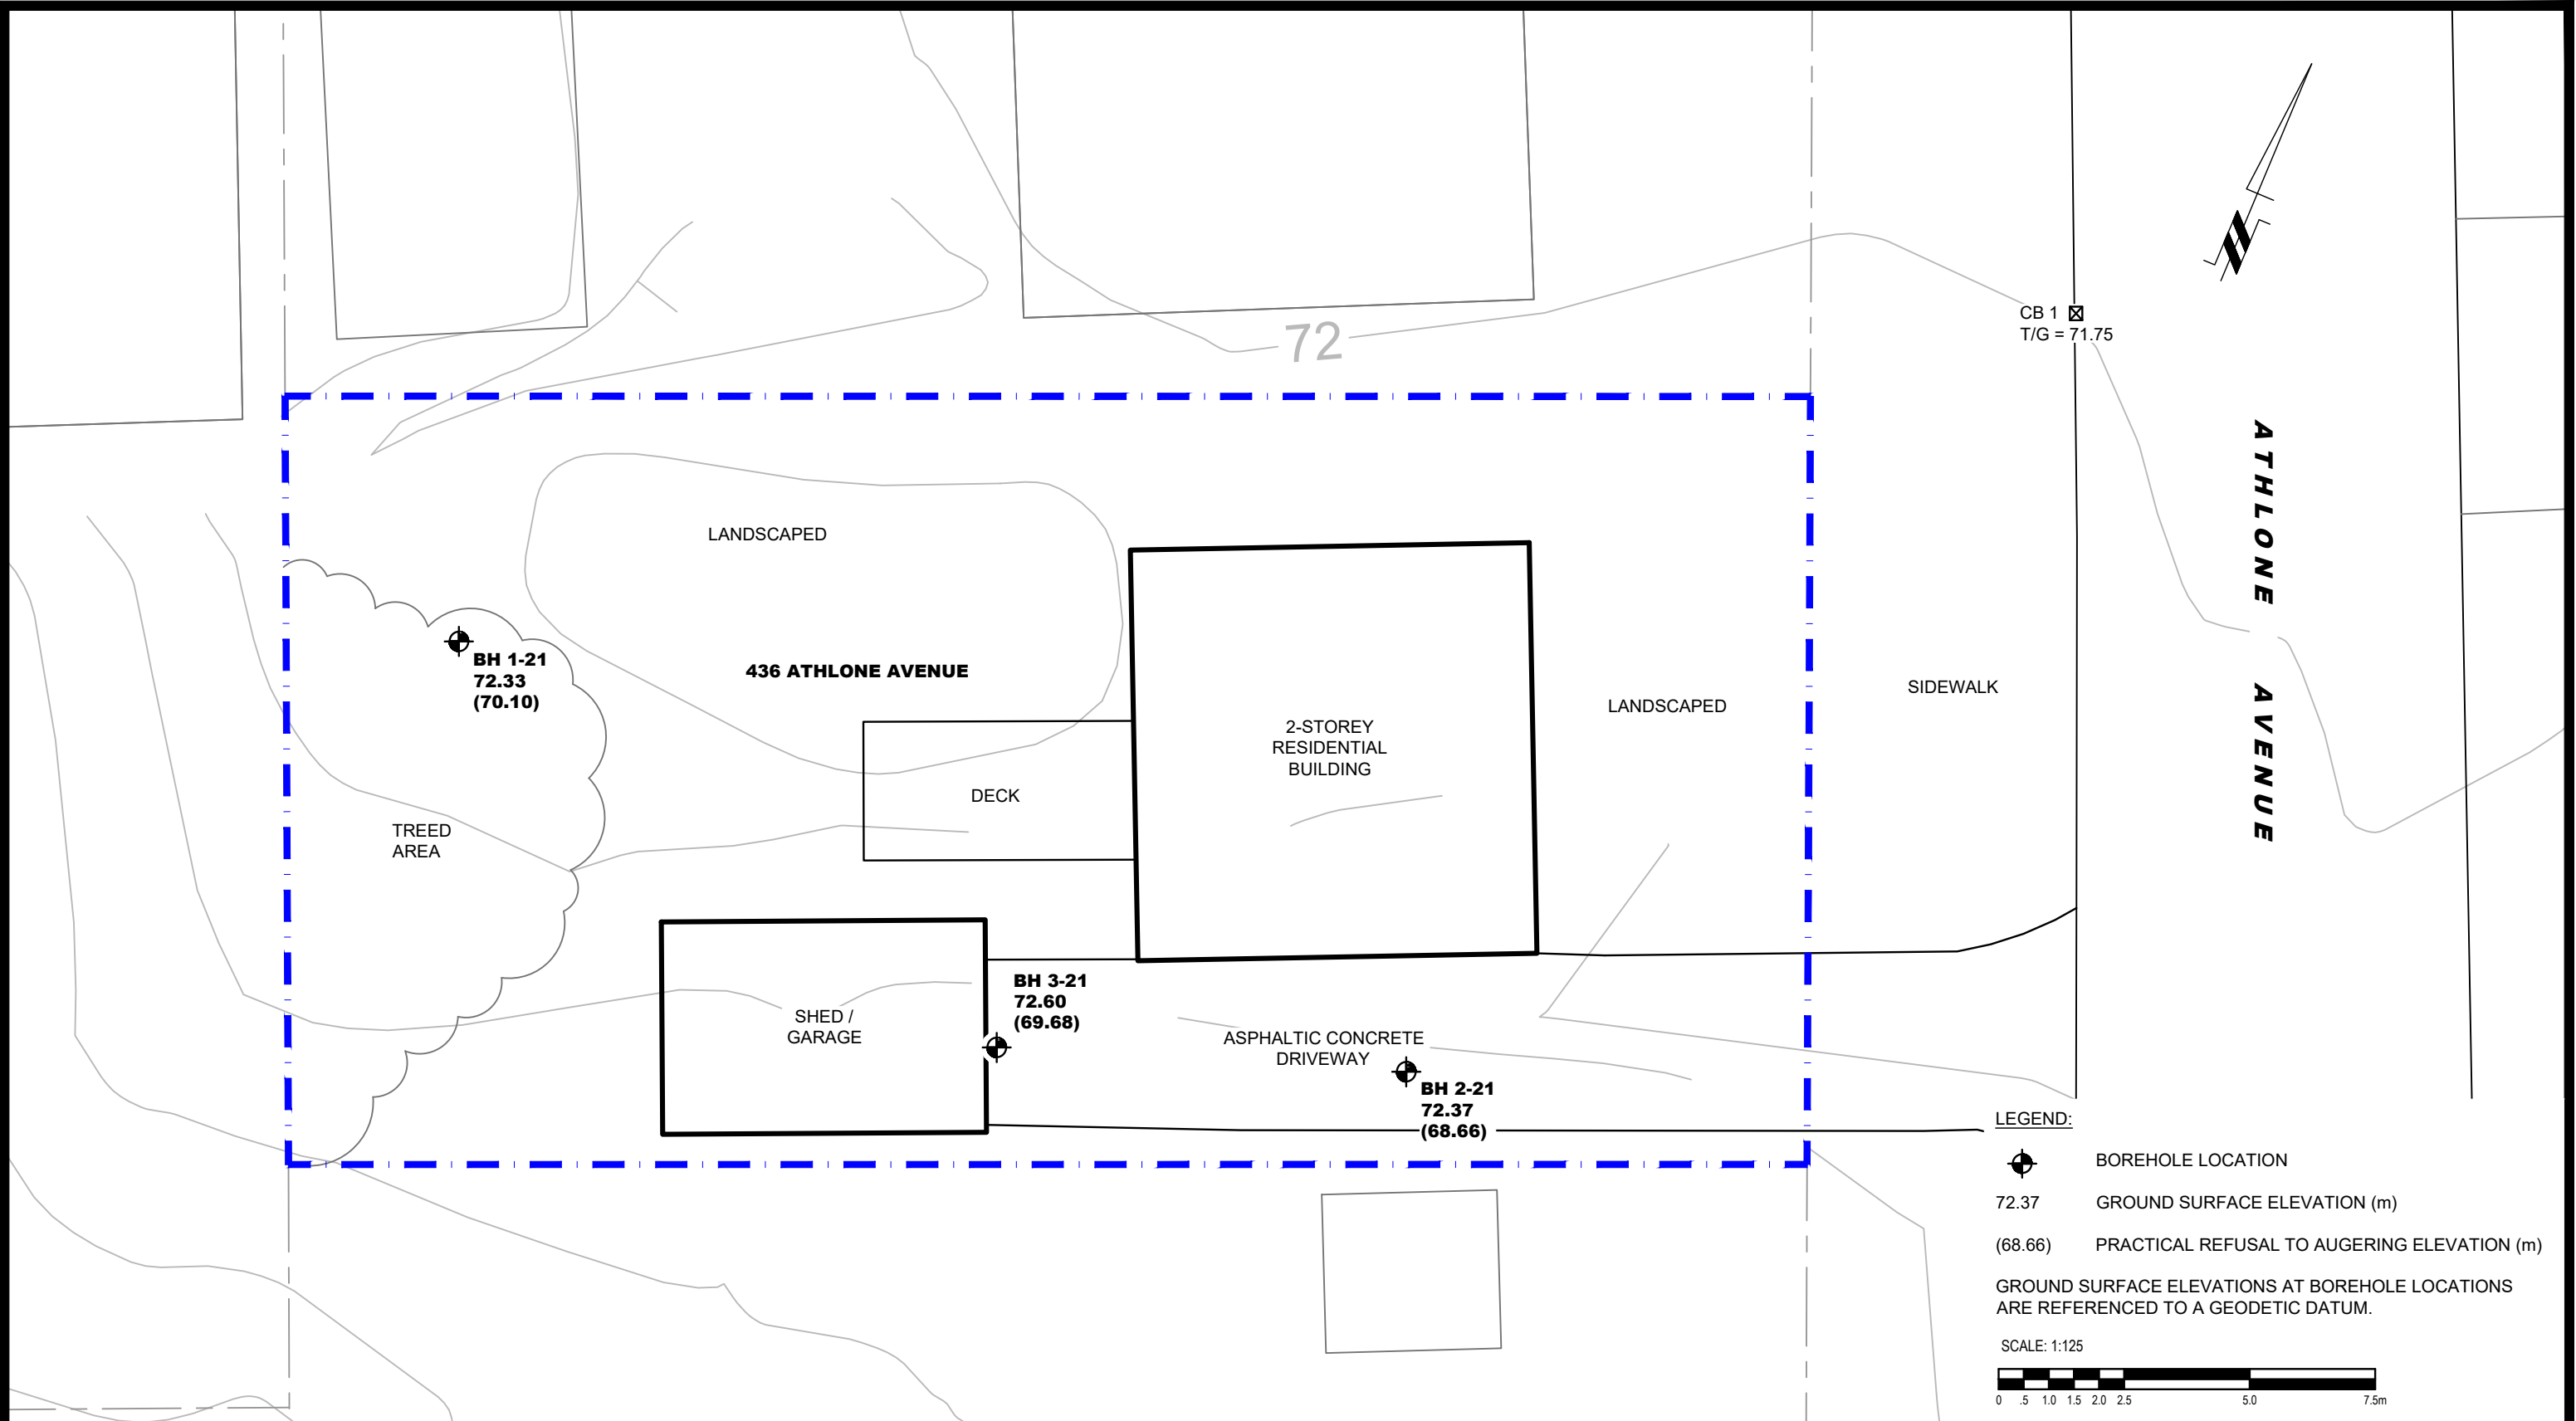 72
CB 1
T/G = 71.75
ATHLONE AVENUE
LANDSCAPED
BH 1-21
72.33
(70.10)
436 ATHLONE AVENUE
SIDEWALK
LANDSCAPED
2-STOREY
RESIDENTIAL
BUILDING
DECK
TREED
AREA
BH 3-21
72.60
(69.68)
SHED /
GARAGE
ASPHALTIC CONCRETE
DRIVEWAY
BH 2-21
72.37
(68.66)
LEGEND:
BOREHOLE LOCATION
72.37 GROUND SURFACE ELEVATION (m)
(68.66) PRACTICAL REFUSAL TO AUGERING ELEVATION (m)
GROUND SURFACE ELEVATIONS AT BOREHOLE LOCATIONS
ARE REFERENCED TO A GEODETIC DATUM.
SCALE: 1:125
0 .5 1.0 1.5 2.0 2.5 5.0 7.5m